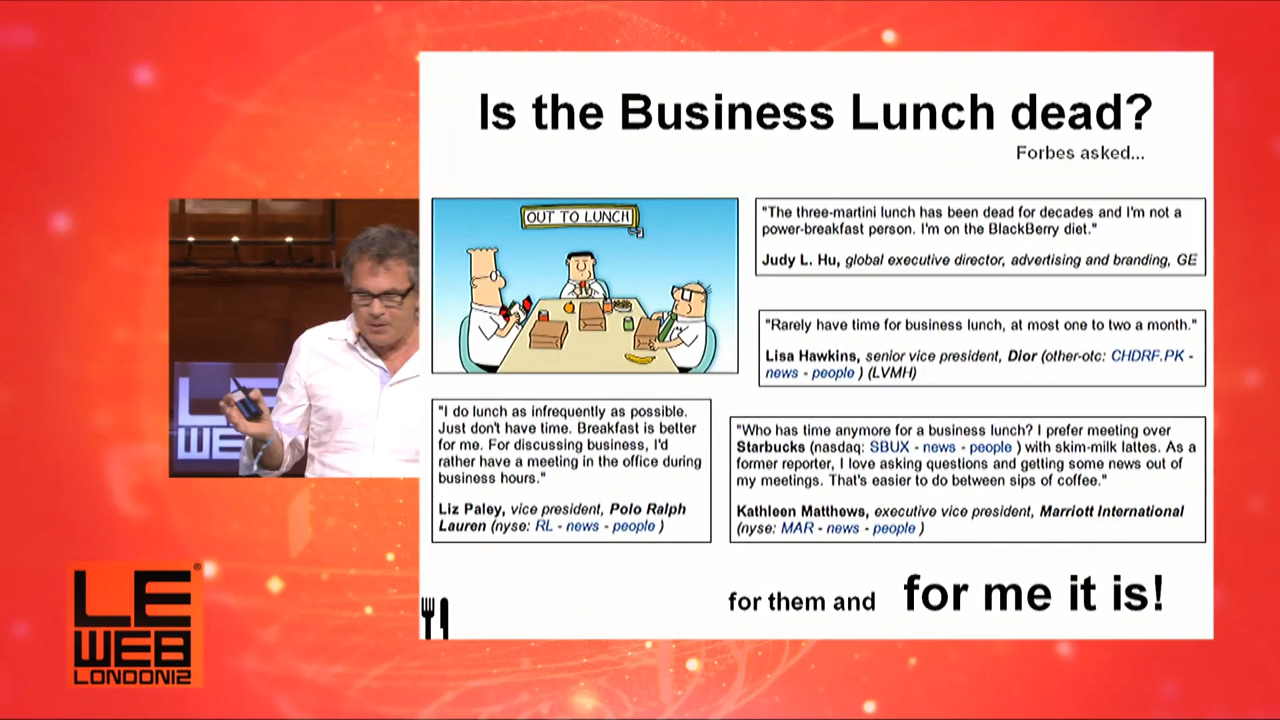 Is the Business Lunch dead?
Forbes asked...
OUT TO LUNCH
"The three-martini lunch has been dead for decades and I'm not a
power-breakfast person. I'm on the BlackBerry diet."
Judy L. Hu, global executive director, advertising and branding, GE
"Rarely have time for business lunch, at most one to two a month."
Lisa Hawkins, senior vice president, Dior (other-otc: CHDRF.PK -
news - people ) (LVMH)
"I do lunch as infrequently as possible.
Just don't have time. Breakfast is better
for me. For discussing business, I'd
rather have a meeting in the office during
business hours."
Liz Paley, vice president, Polo Ralph
Lauren (nyse: RL - news - people )
"Who has time anymore for a business lunch? I prefer meeting over
Starbucks (nasdaq: SBUX - news - people ) with skim-milk lattes. As a
former reporter, I love asking questions and getting some news out of
my meetings. That's easier to do between sips of coffee."
Kathleen Matthews, executive vice president, Marriott International
(nyse: MAR - news - people )
for them and for me it is!
LE
WE
LE®
WEB
LONDON12